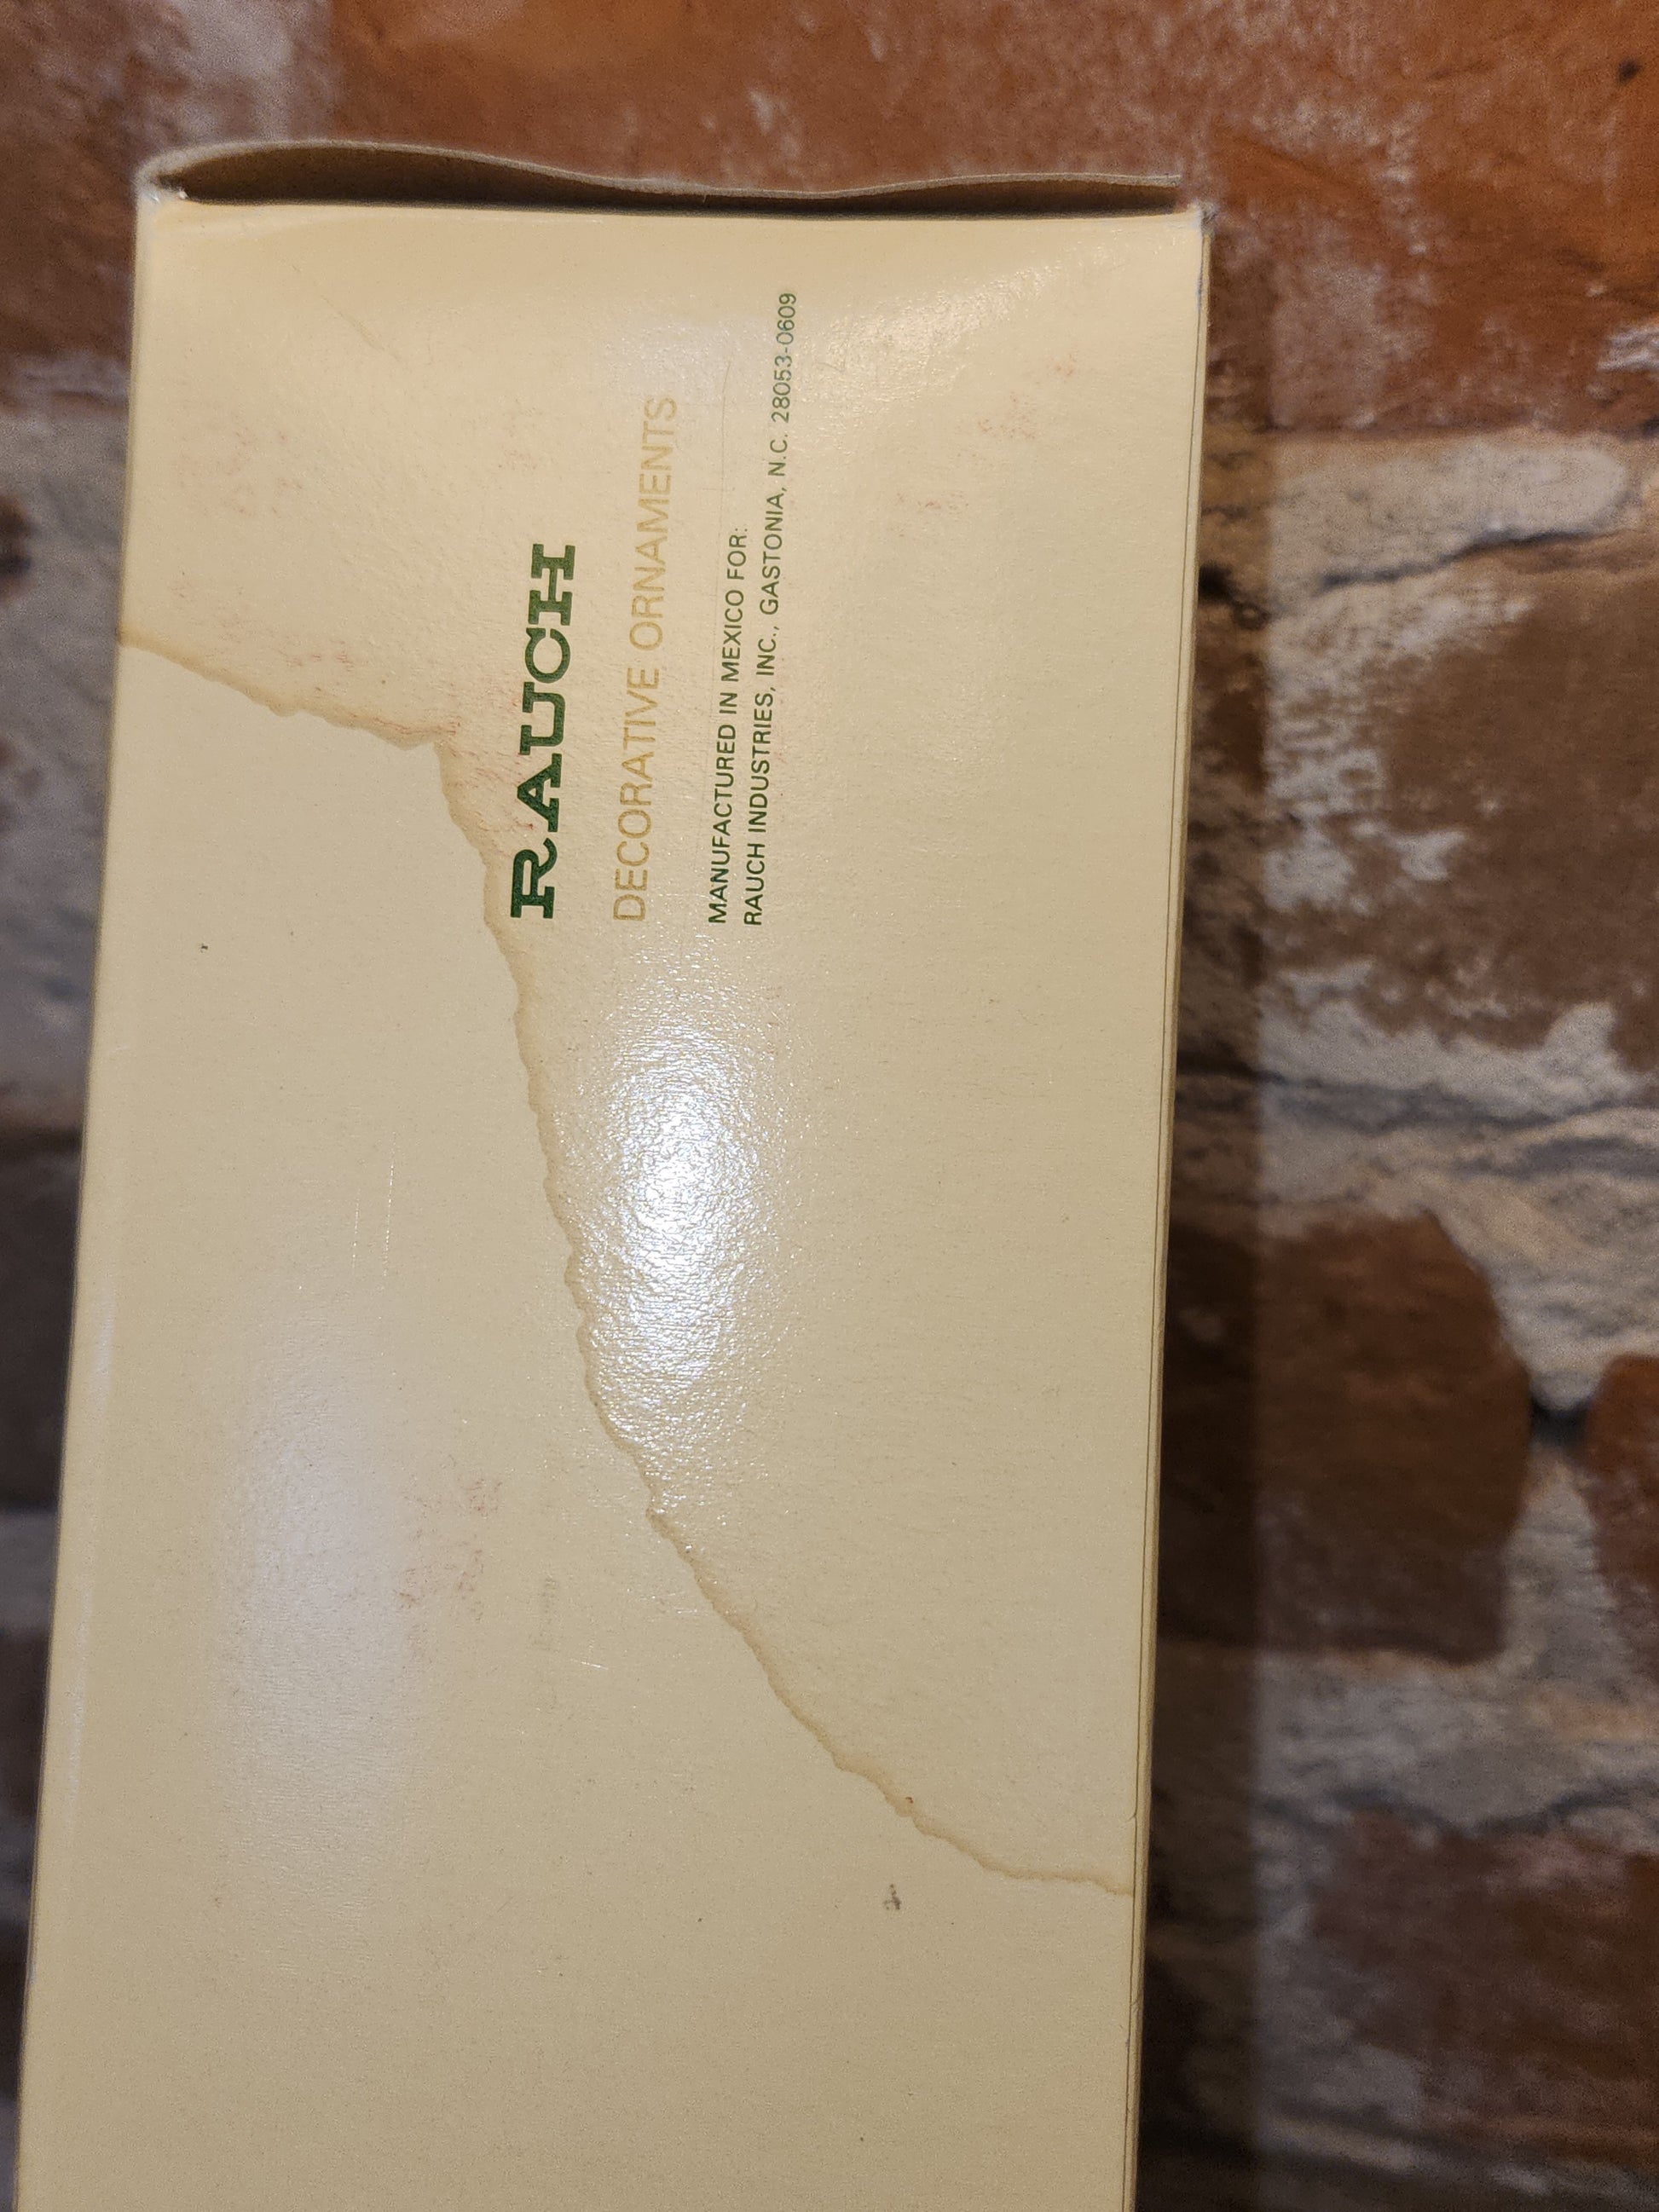 RAUCH
DECORATIVE ORNAMENTS
MANUFACTURED IN MEXICO FOR:
RAUCH INDUSTRIES, INC., GASTONIA, N.C. 28053-0609